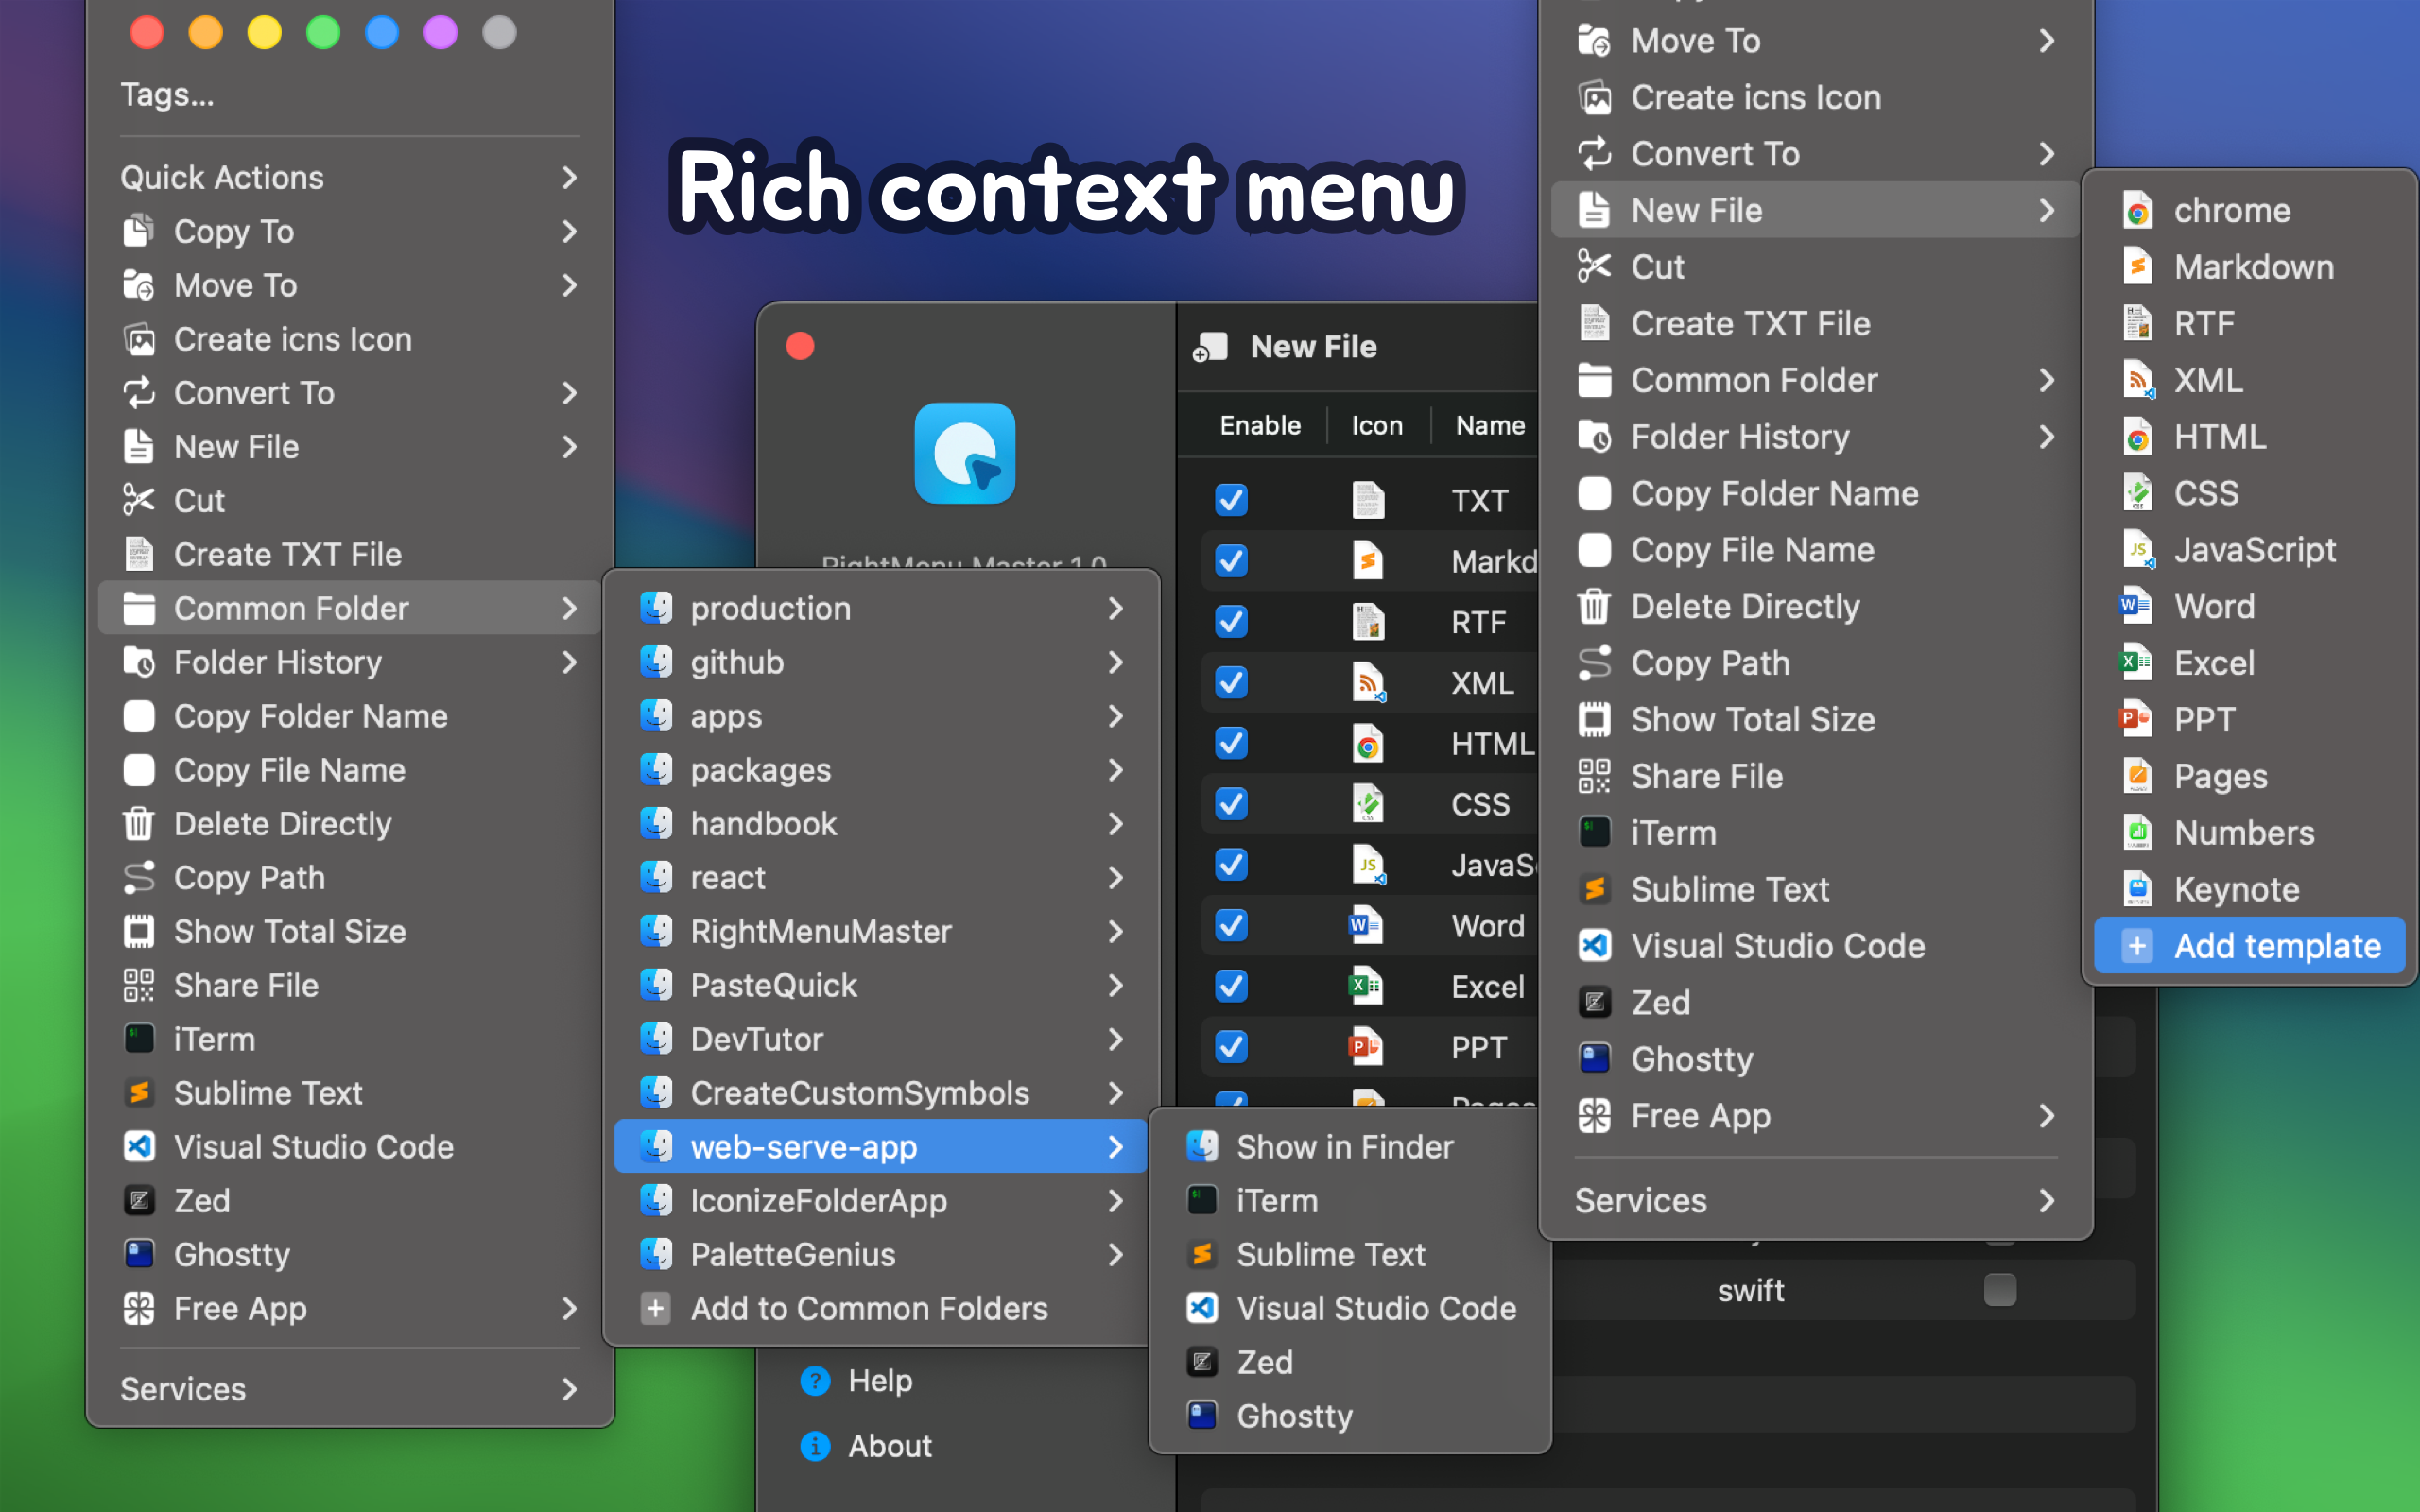 Tags...
Quick Actions
Copy To
Move To
Create icns Icon
Convert To
New File
Cut
Create TXT File
Common Folder
Folder History
Copy Folder Name
Copy File Name
Delete Directly
Copy Path
Show Total Size
Share File
iTerm
Sublime Text
Visual Studio Code
Zed
Ghostty
Free App
Services
Rich context menu
RightMenu Master 1.0
production
github
apps
packages
handbook
react
RightMenuMaster
PasteQuick
DevTutor
CreateCustomSymbols
web-serve-app
IconizeFolderApp
PaletteGenius
Add to Common Folders
Help
About
Show in Finder
iTerm
Sublime Text
Visual Studio Code
Zed
Ghostty
New File
Enable Icon Name
TXT
Markd
RTF
XML
HTML
CSS
JavaS
Word
Excel
PPT
Pages
swift
Move To
Create icns Icon
Convert To
New File
Cut
Create TXT File
Common Folder
Folder History
Copy Folder Name
Copy File Name
Delete Directly
Copy Path
Show Total Size
Share File
iTerm
Sublime Text
Visual Studio Code
Zed
Ghostty
Free App
Services
chrome
Markdown
RTF
XML
HTML
CSS
JavaScript
Word
Excel
PPT
Pages
Numbers
Keynote
Add template